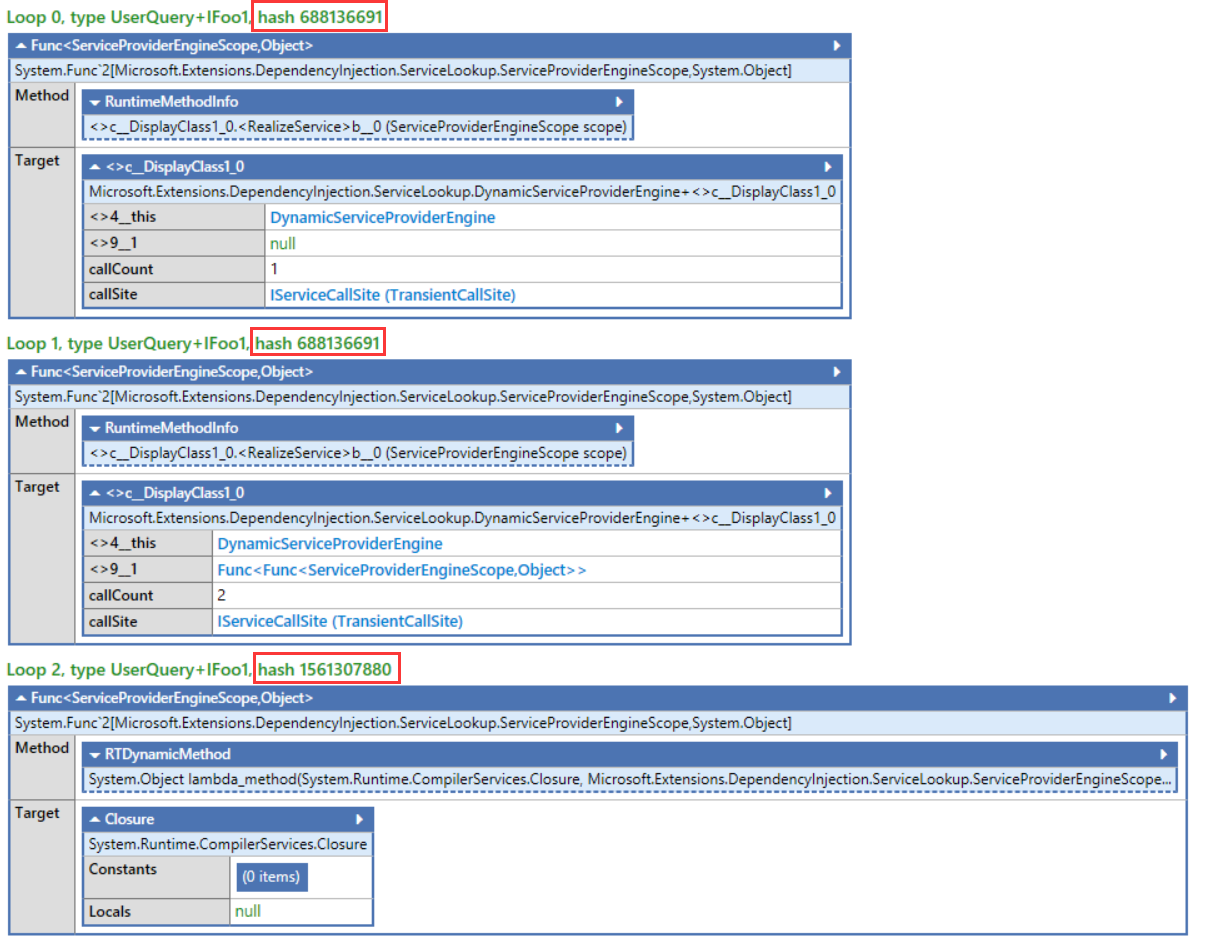 Loop 0, type UserQuery+IFoo1, hash 688136691
Func<ServiceProviderEngineScope,Object>
System.Func`2[Microsoft.Extensions.DependencyInjection.ServiceLookup.ServiceProviderEngineScope,System.Object]
Method
RuntimeMethodInfo
<>c__DisplayClass1_0.<RealizeService>b__0 (ServiceProviderEngineScope scope)
Target
<>c__DisplayClass1_0
Microsoft.Extensions.DependencyInjection.ServiceLookup.DynamicServiceProviderEngine+<>c__DisplayClass1_0
<>4__this DynamicServiceProviderEngine
<>9__1 null
callCount 1
callSite IServiceCallSite (TransientCallSite)
Loop 1, type UserQuery+IFoo1, hash 688136691
Func<ServiceProviderEngineScope,Object>
System.Func`2[Microsoft.Extensions.DependencyInjection.ServiceLookup.ServiceProviderEngineScope,System.Object]
Method
RuntimeMethodInfo
<>c__DisplayClass1_0.<RealizeService>b__0 (ServiceProviderEngineScope scope)
Target
<>c__DisplayClass1_0
Microsoft.Extensions.DependencyInjection.ServiceLookup.DynamicServiceProviderEngine+<>c__DisplayClass1_0
<>4__this DynamicServiceProviderEngine
<>9__1 Func<Func<ServiceProviderEngineScope,Object>>
callCount 2
callSite IServiceCallSite (TransientCallSite)
Loop 2, type UserQuery+IFoo1, hash 1561307880
Func<ServiceProviderEngineScope,Object>
System.Func`2[Microsoft.Extensions.DependencyInjection.ServiceLookup.ServiceProviderEngineScope,System.Object]
Method
RTDynamicMethod
System.Object lambda_method(System.Runtime.CompilerServices.Closure, Microsoft.Extensions.DependencyInjection.ServiceLookup.ServiceProviderEngineScope...
Target
Closure
System.Runtime.CompilerServices.Closure
Constants (0 items)
Locals null